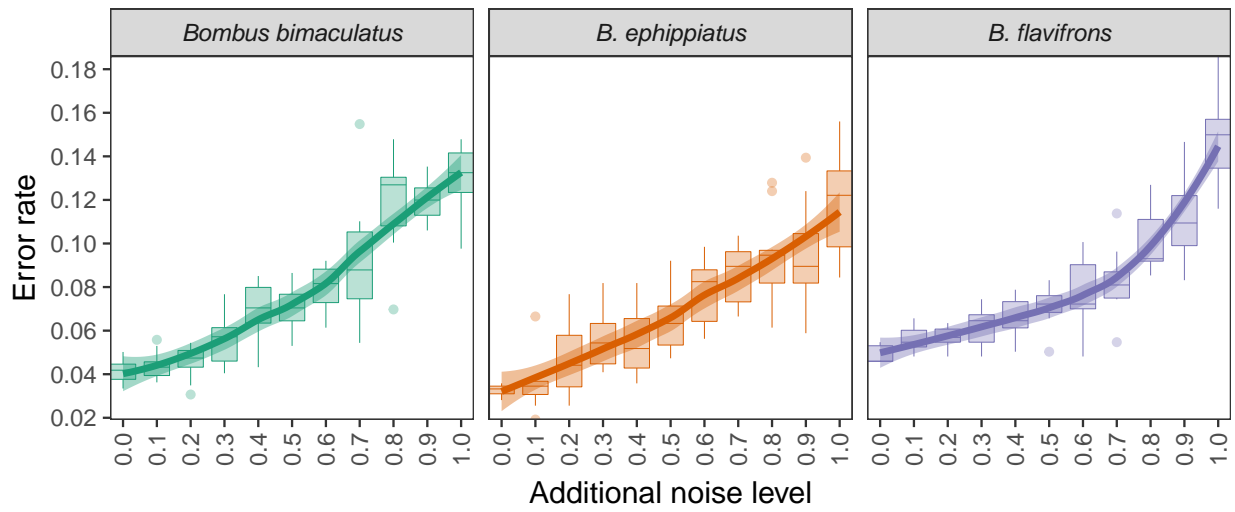 Bombus bimaculatus
B. ephippiatus
B. flavifrons
Error rate
0.18
0.16
0.14
0.12
0.10
0.08
0.06
0.04
0.02
0.0 0.1 0.2 0.3 0.4 0.5 0.6 0.7 0.8 0.9 1.0
0.0 0.1 0.2 0.3 0.4 0.5 0.6 0.7 0.8 0.9 1.0
0.0 0.1 0.2 0.3 0.4 0.5 0.6 0.7 0.8 0.9 1.0
Additional noise level